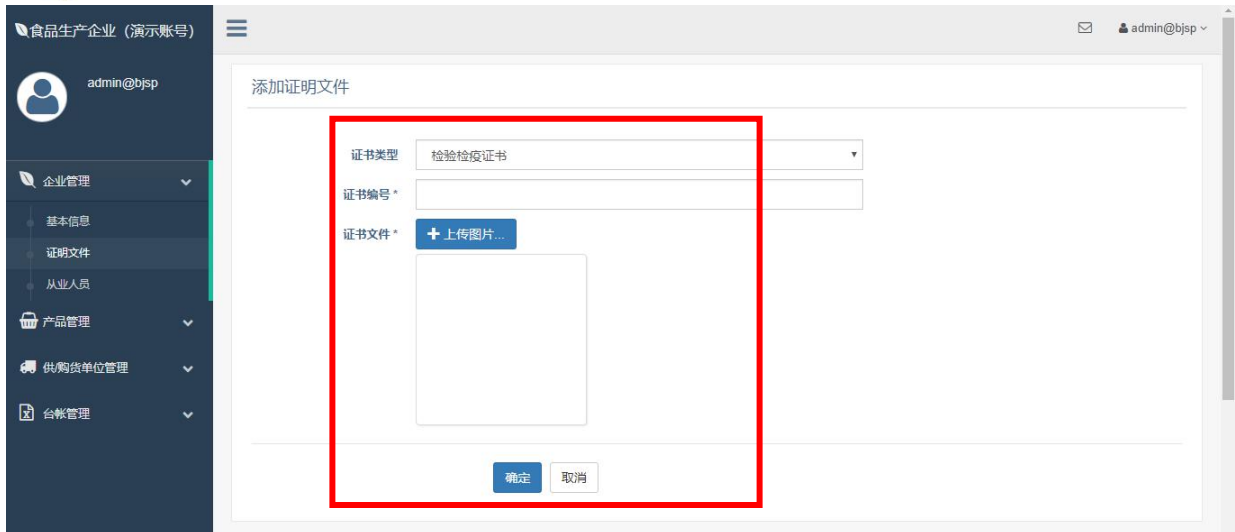 食品生产企业（演示账号）
admin@bjsp
admin@bjsp
企业管理
基本信息
证明文件
从业人员
产品管理
供/购货单位管理
台帐管理
添加证明文件
证书类型 检验检疫证书
证书编号 *
证书文件 * 上传图片...
确定 取消